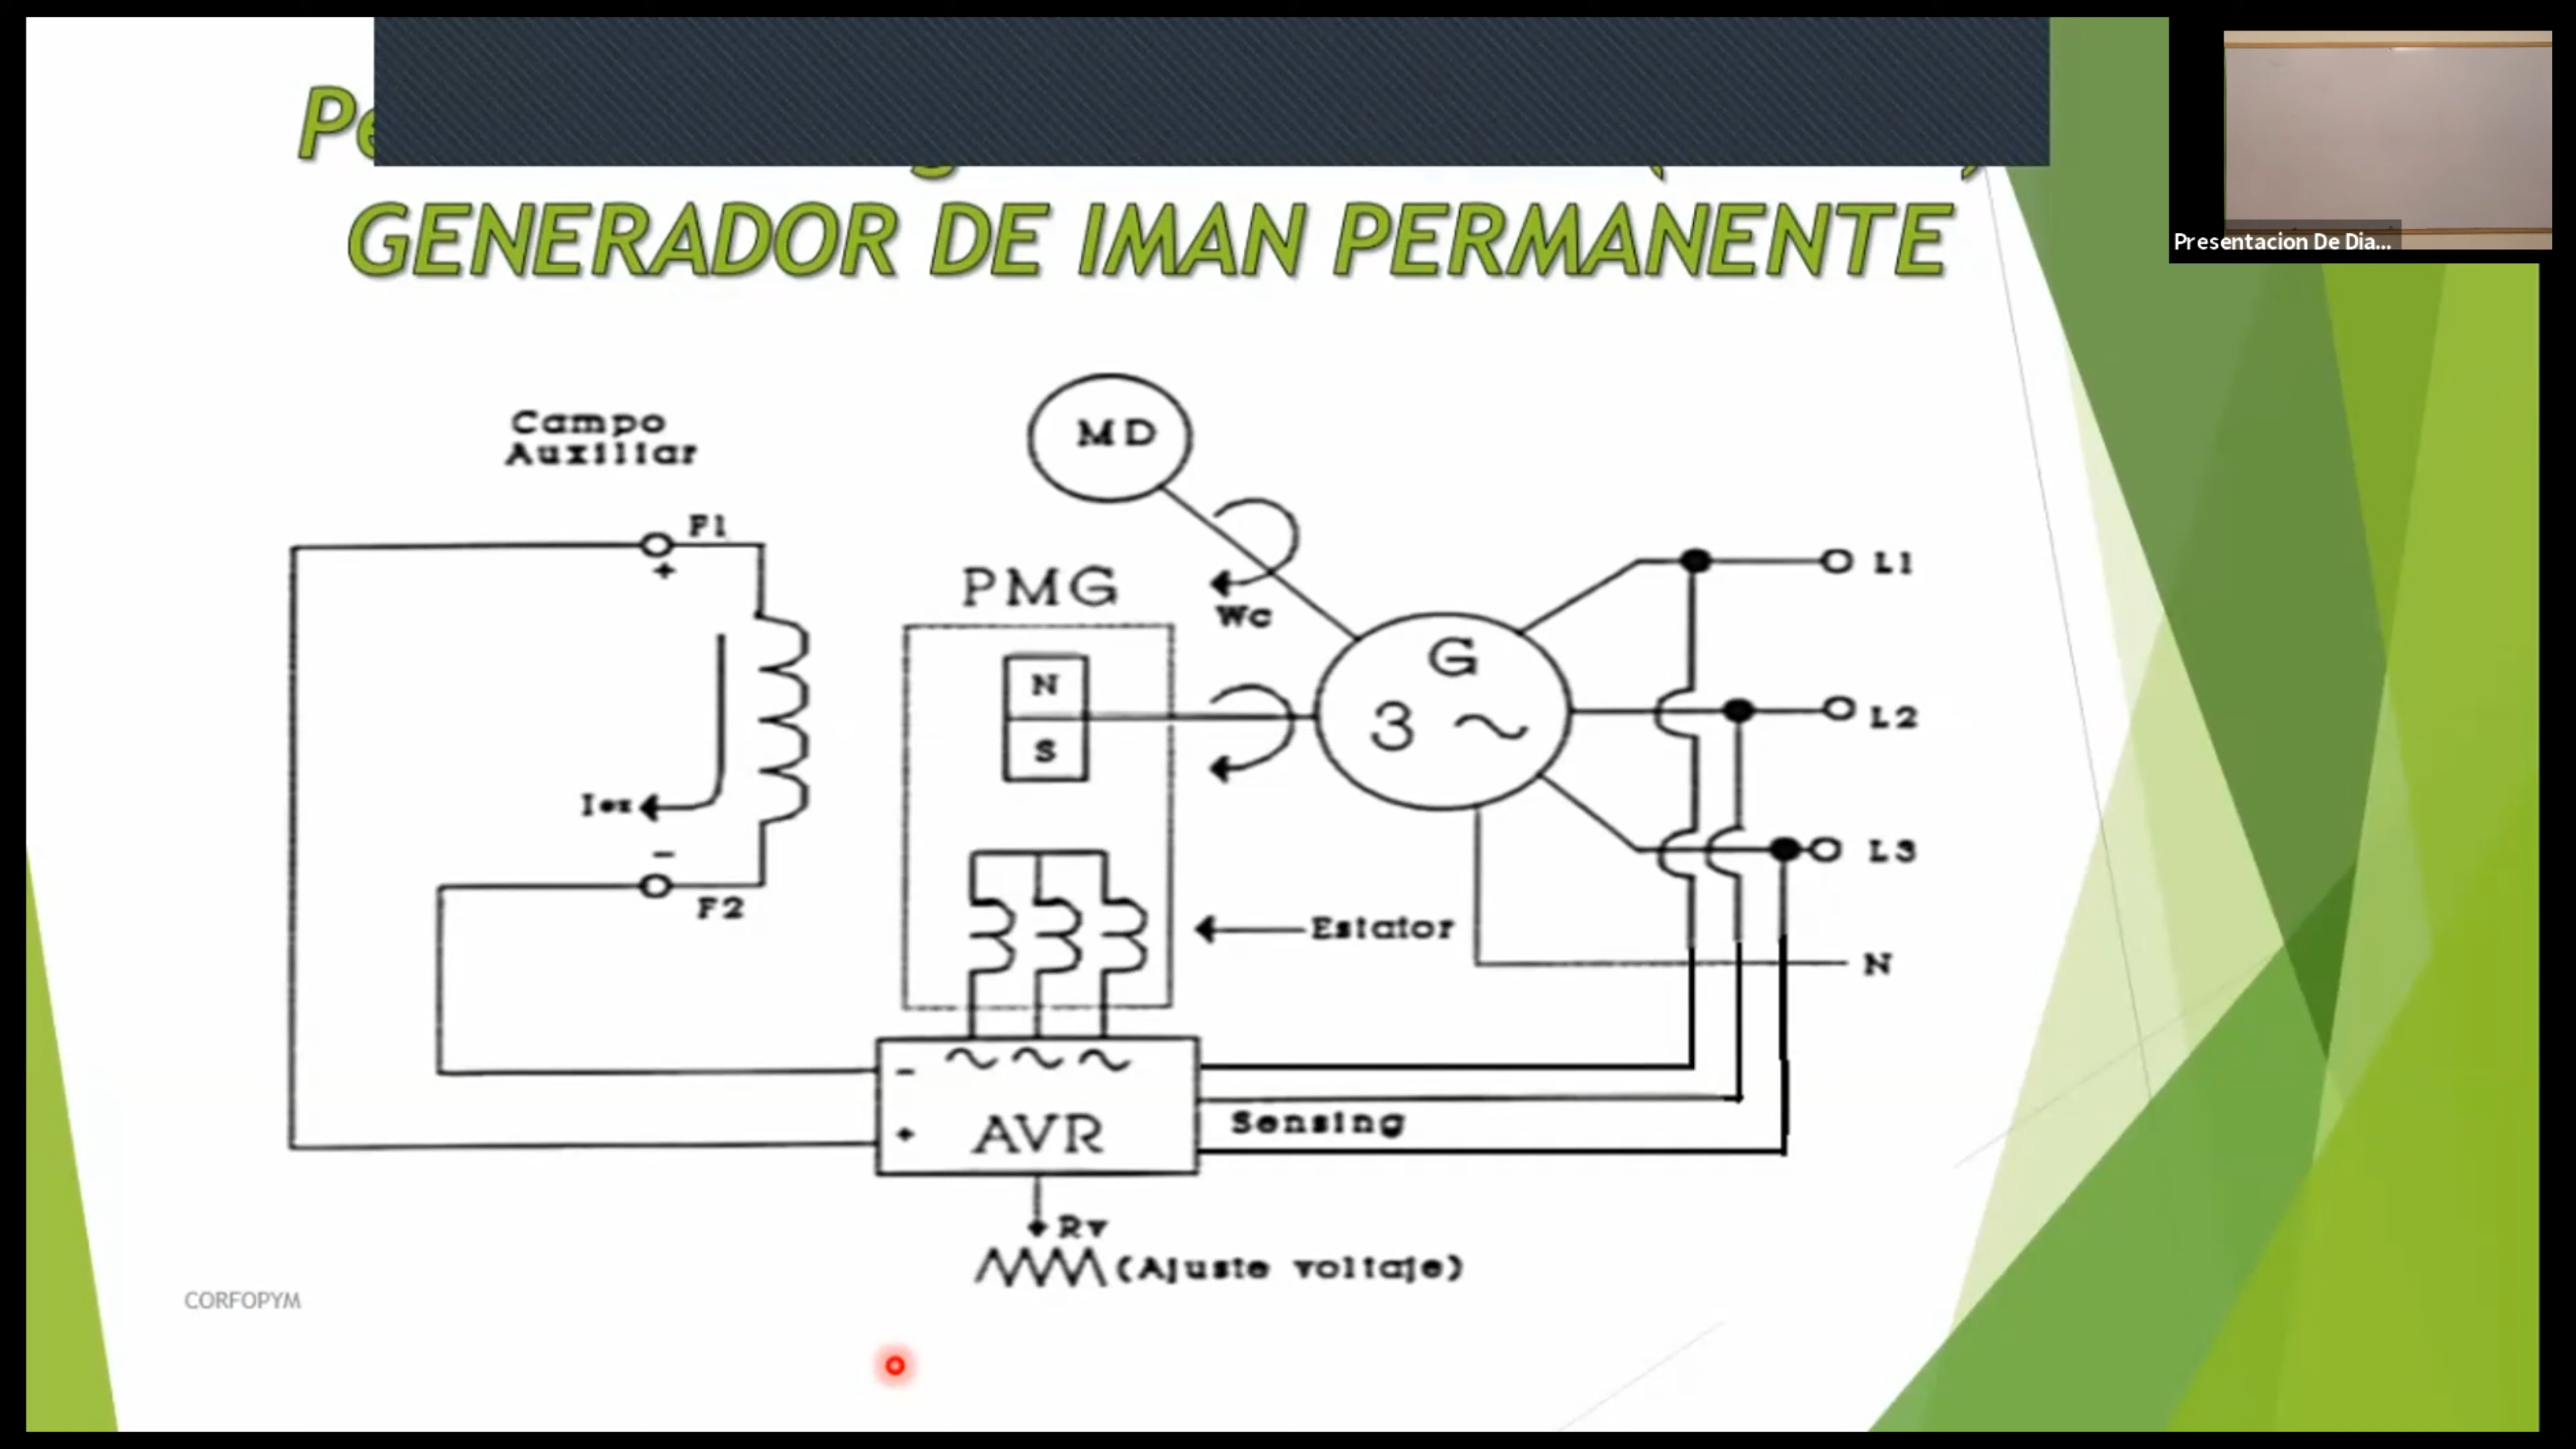 GENERADOR DE IMAN PERMANENTE
Presentacion De Dia...
MD
Campo
Auxiliar
F1
+
L1
PMG
Wc
G
3 ~
N
S
L2
Iex
-
L3
F2
Estator
N
~ ~ ~
-
+
AVR
Sensing
Rv
(Ajuste voltaje)
CORFOPYM